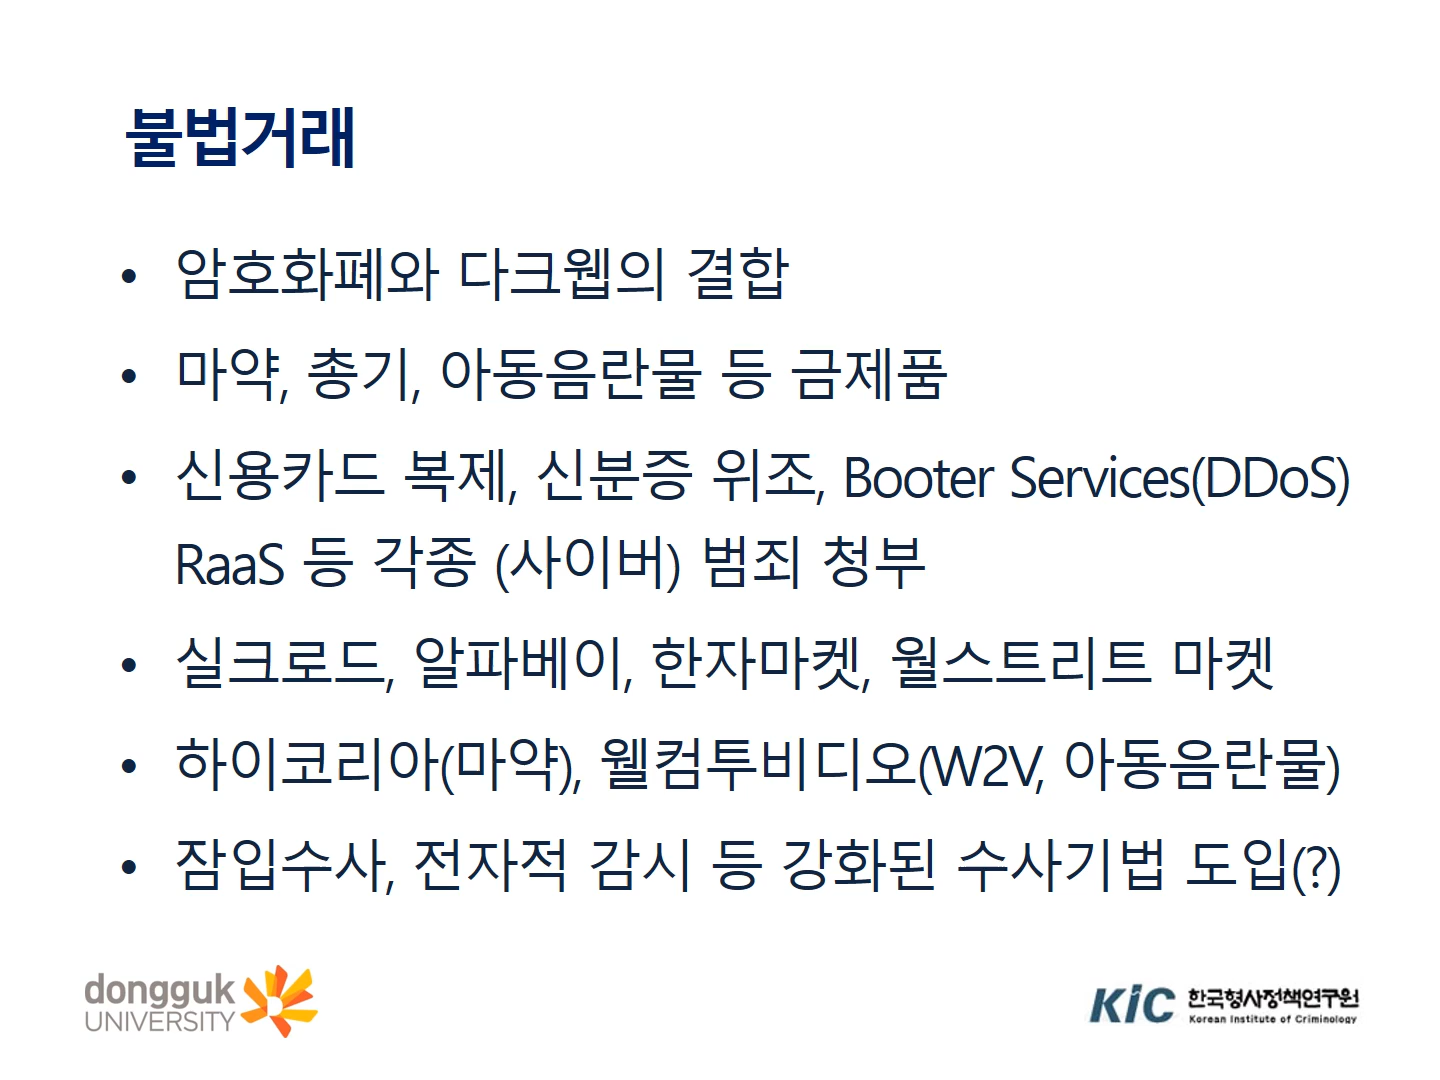 불법거래
• 암호화폐와 다크웹의 결합
• 마약, 총기, 아동음란물 등 금제품
• 신용카드 복제, 신분증 위조, Booter Services(DDoS)
RaaS 등 각종 (사이버) 범죄 청부
• 실크로드, 알파베이, 한자마켓, 월스트리트 마켓
• 하이코리아(마약), 웰컴투비디오(W2V, 아동음란물)
• 잠입수사, 전자적 감시 등 강화된 수사기법 도입(?)
dongguk
UNIVERSITY
KiC 한국형사정책연구원
Korean Institute of Criminology